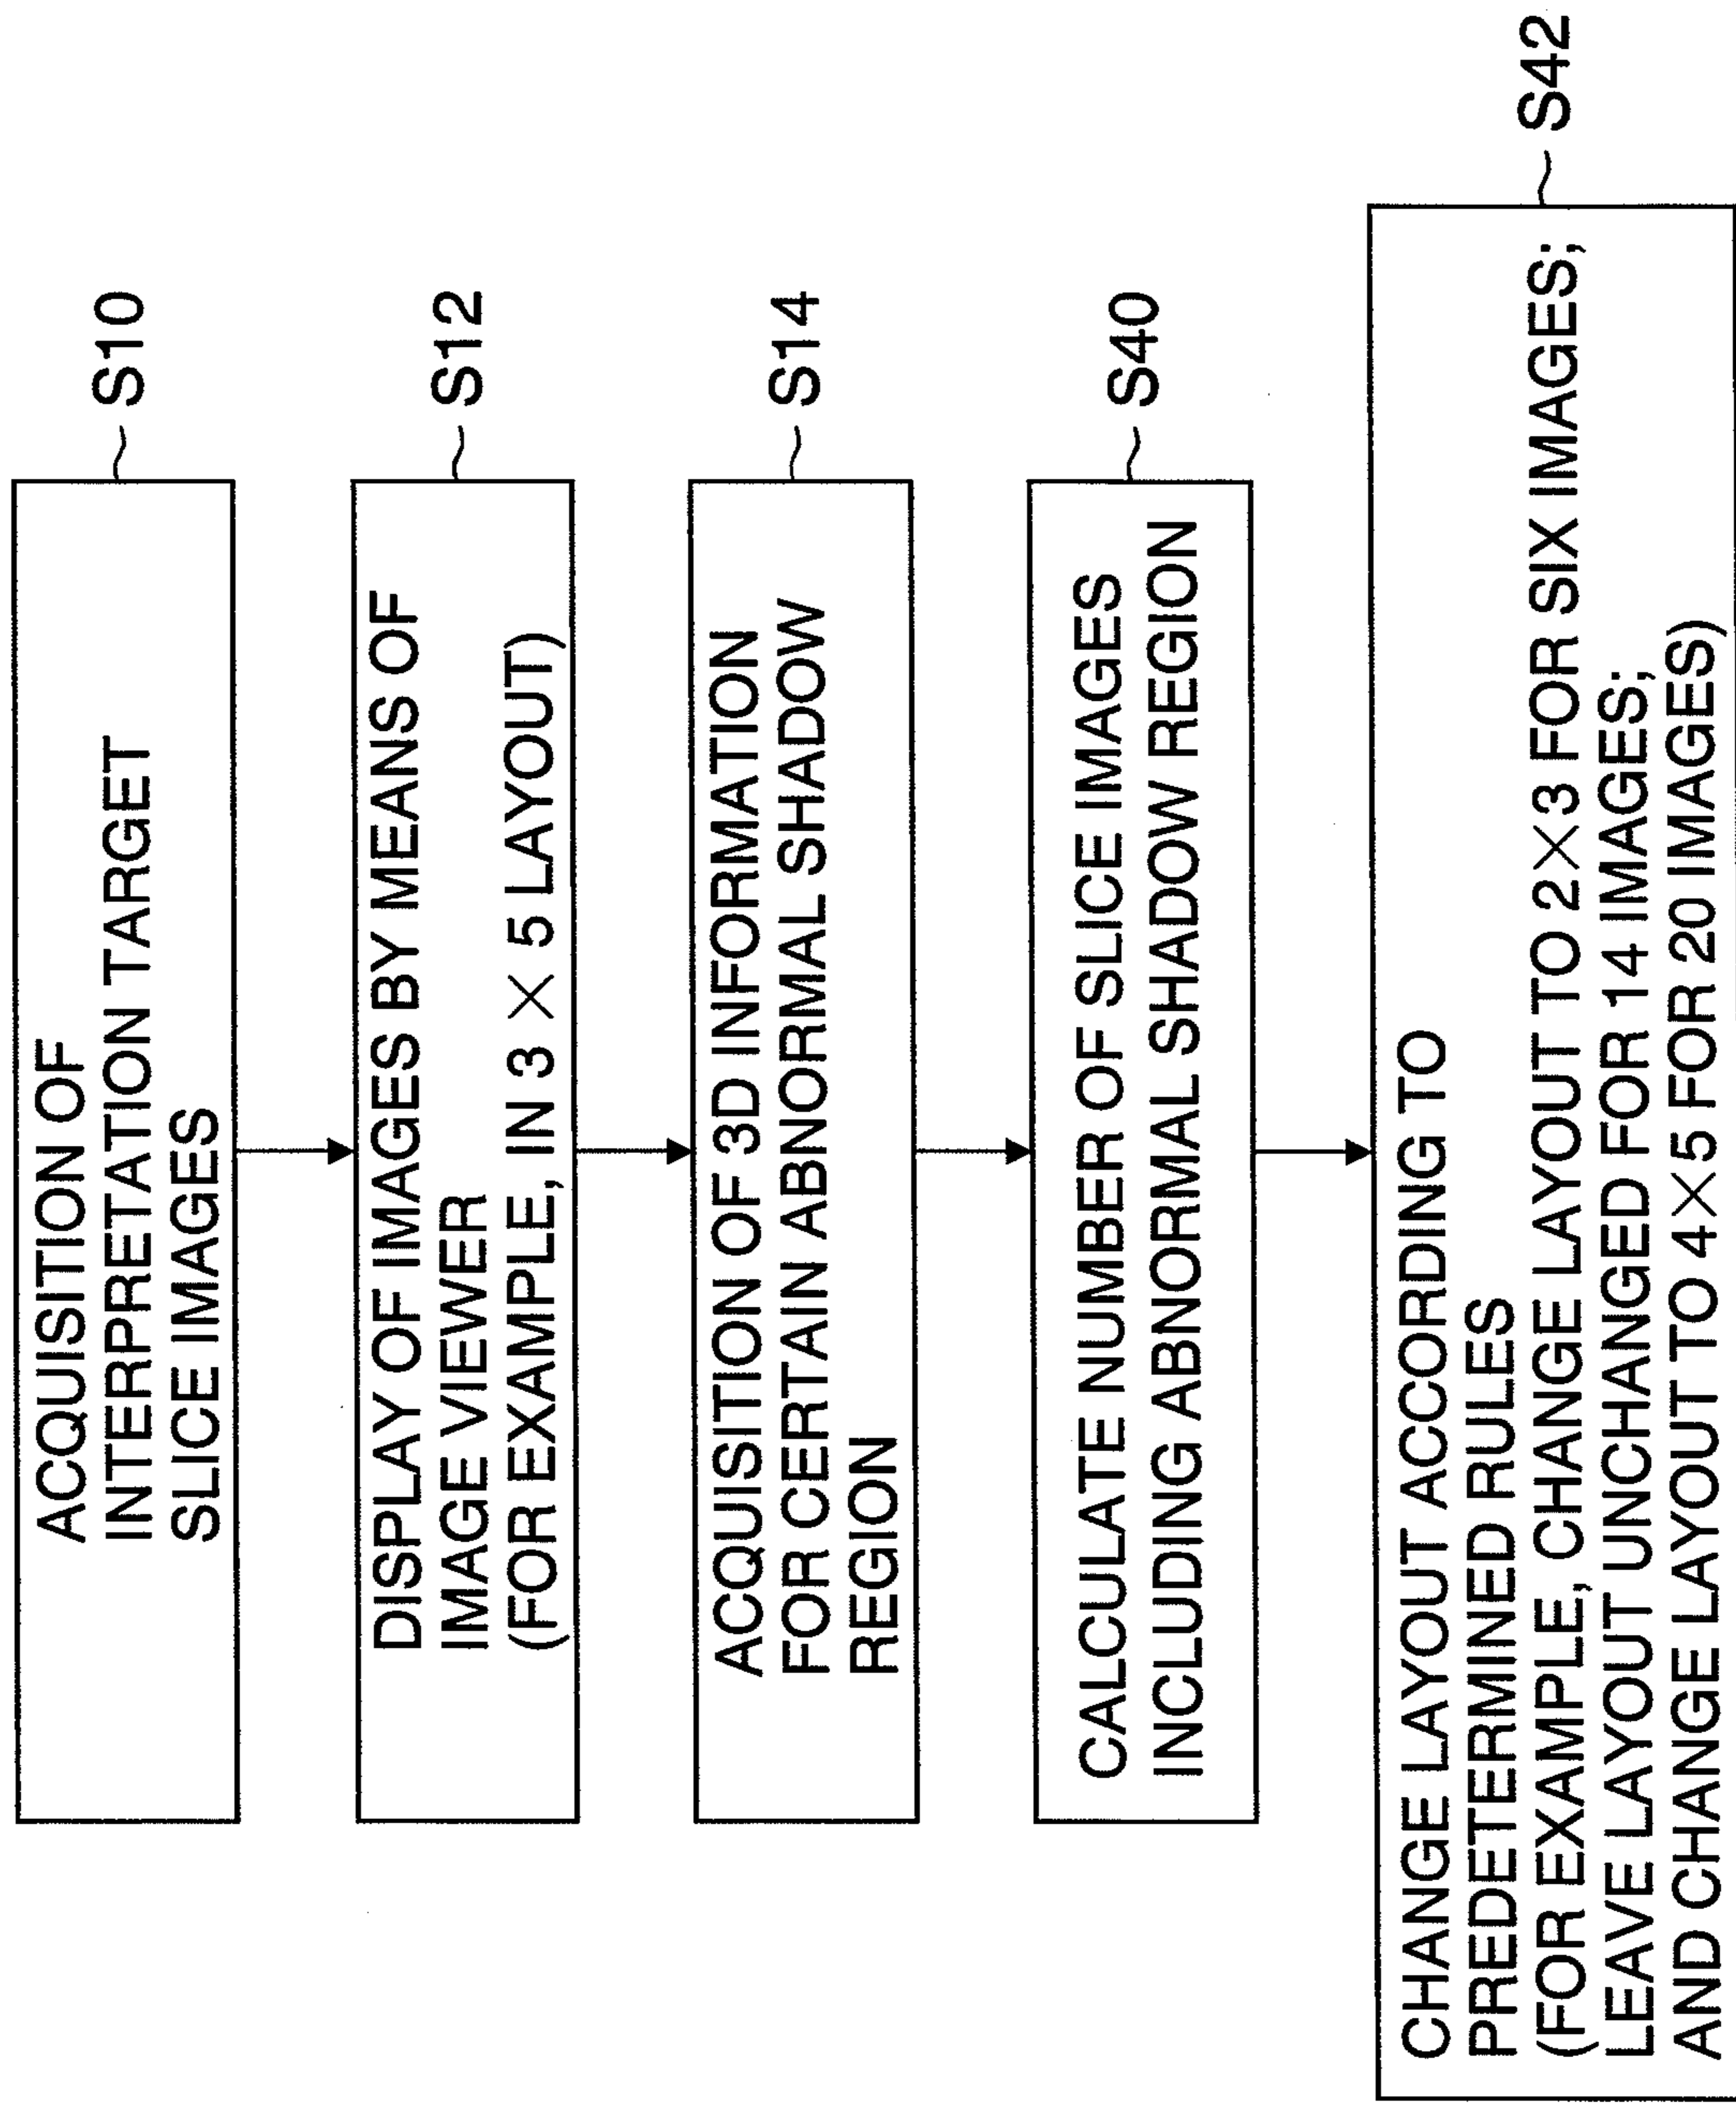 ACQUISITION OF
INTERPRETATION TARGET
SLICE IMAGES
S10
DISPLAY OF IMAGES BY MEANS OF
IMAGE VIEWER
(FOR EXAMPLE, IN 3 × 5 LAYOUT)
S12
ACQUISITION OF 3D INFORMATION
FOR CERTAIN ABNORMAL SHADOW
REGION
S14
CALCULATE NUMBER OF SLICE IMAGES
INCLUDING ABNORMAL SHADOW REGION
S40
CHANGE LAYOUT ACCORDING TO
PREDETERMINED RULES
(FOR EXAMPLE, CHANGE LAYOUT TO 2×3 FOR SIX IMAGES;
LEAVE LAYOUT UNCHANGED FOR 14 IMAGES;
AND CHANGE LAYOUT TO 4×5 FOR 20 IMAGES)
S42